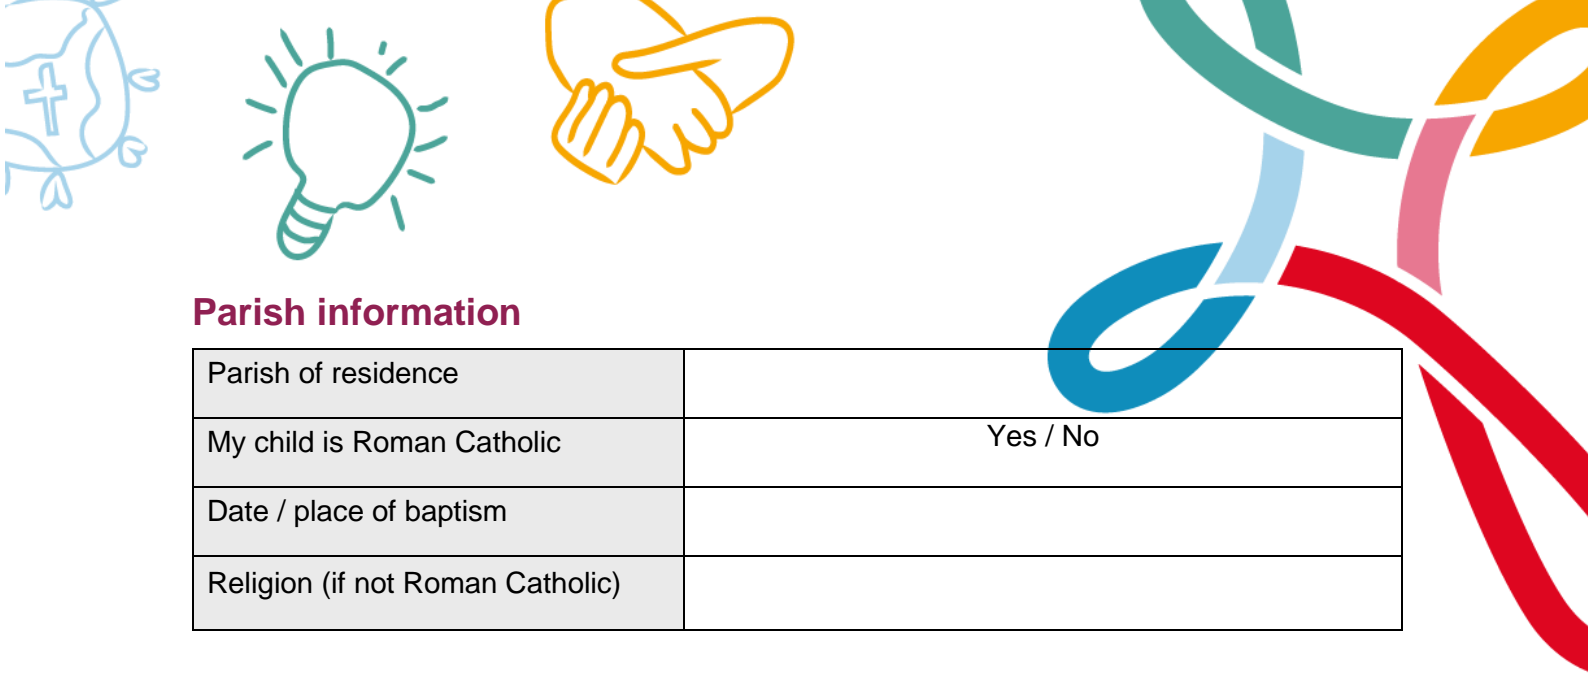 Parish information
Parish of residence
My child is Roman Catholic
Yes / No
Date / place of baptism
Religion (if not Roman Catholic)